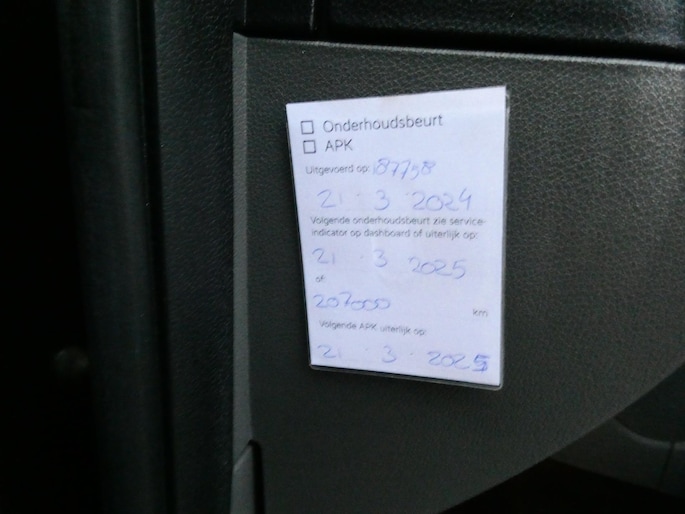 Onderhoudsbeurt
APK
Uitgevoerd op: 187758
21 3 2024
Volgende onderhoudsbeurt zie service-
indicator op dashboard of uiterlijk op:
21 3 2025
of:
207000 km
Volgende APK uiterlijk op:
21 3 2025